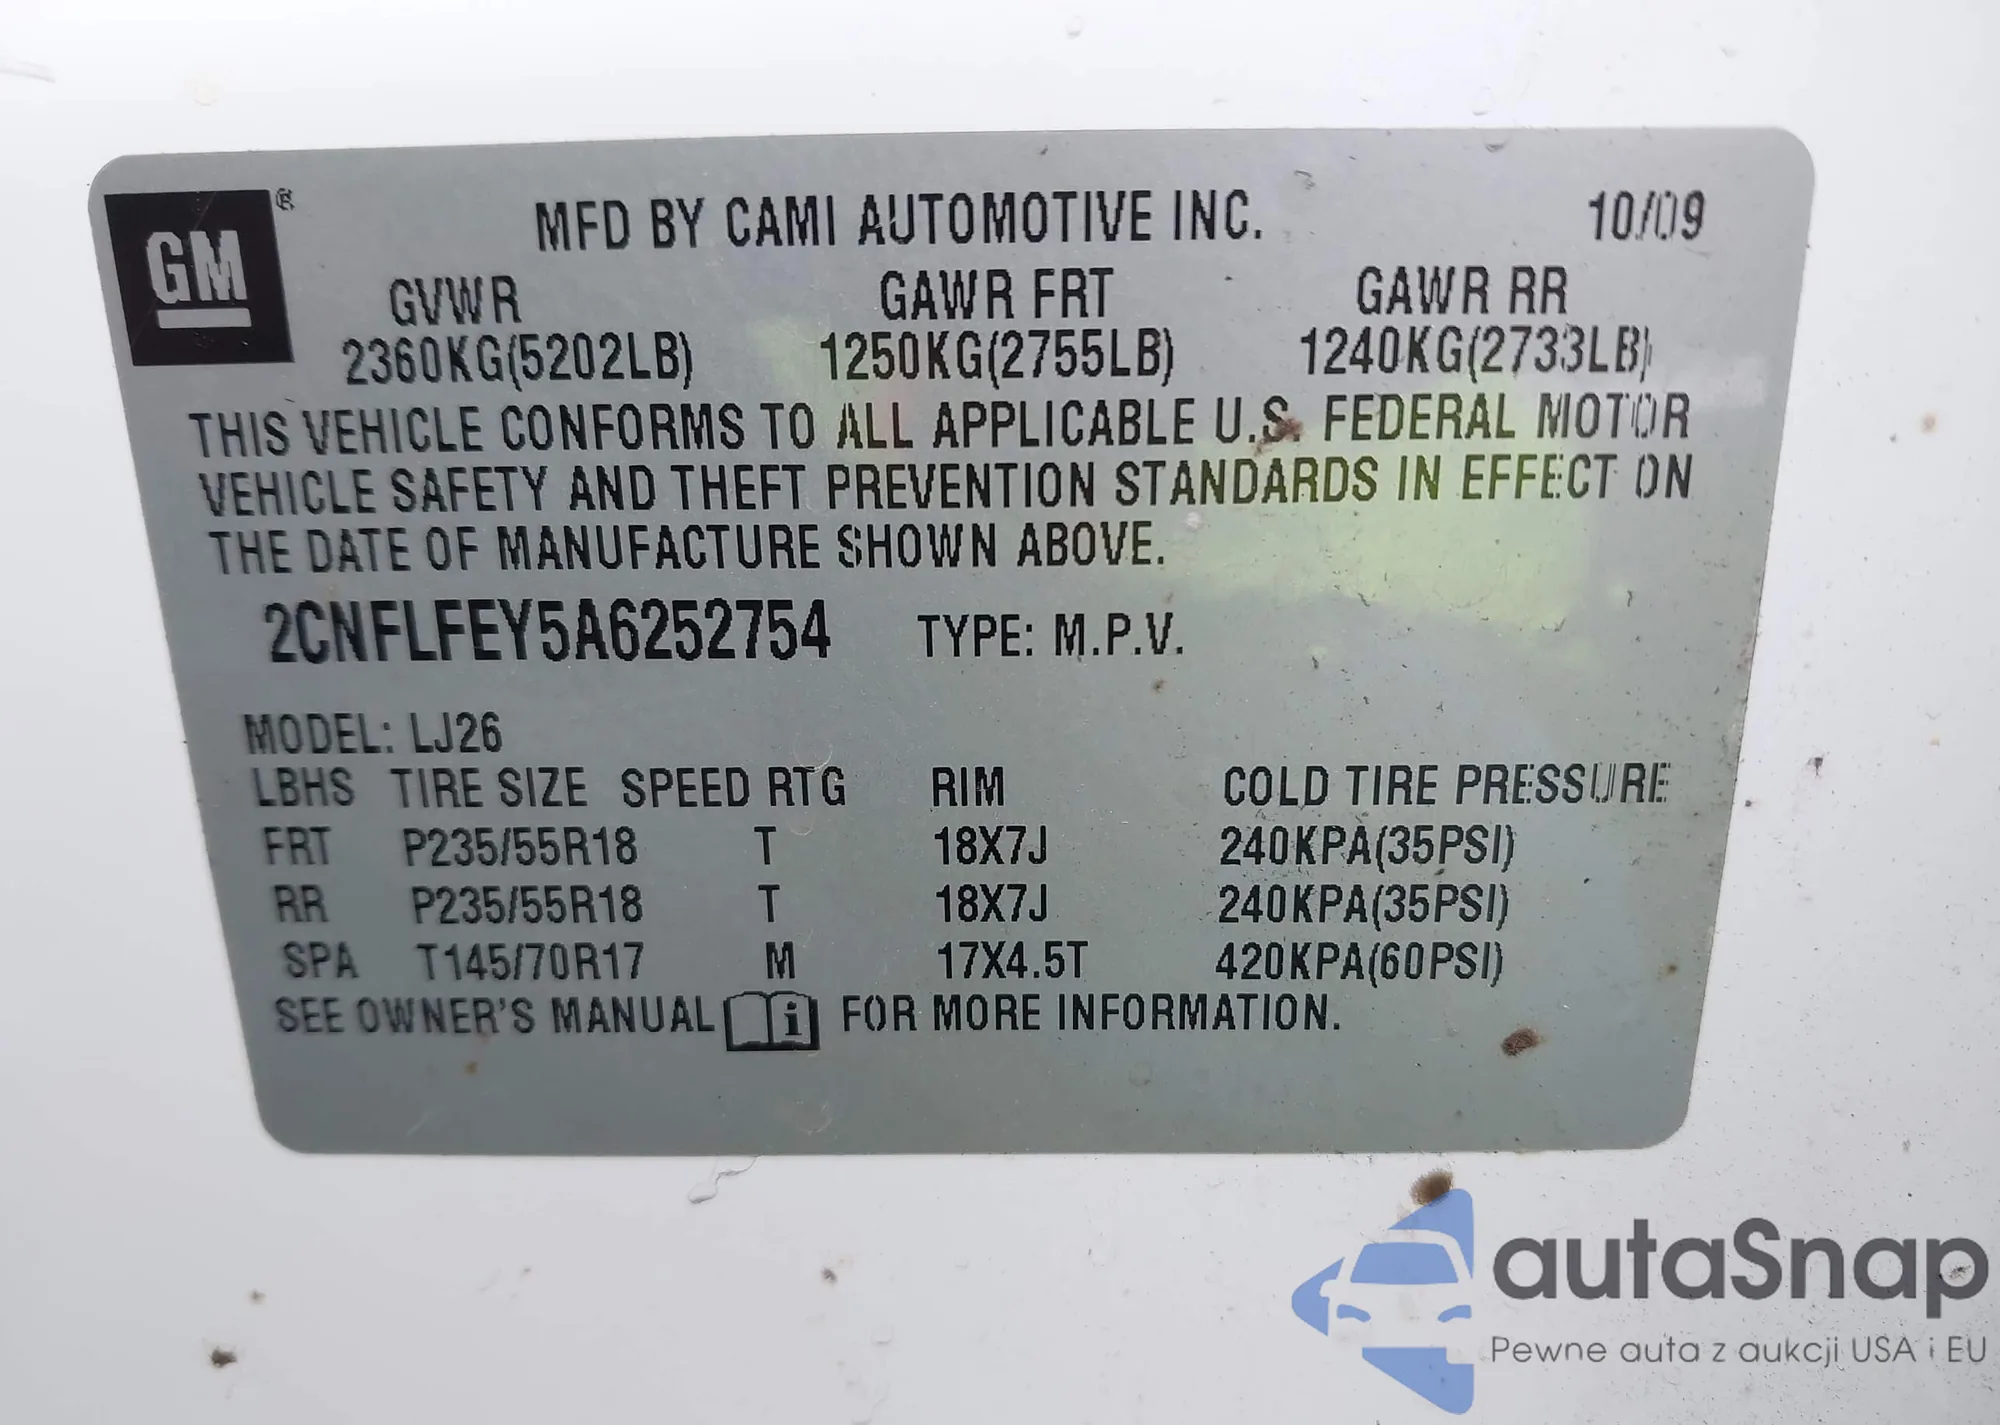 GM ® MFD BY CAMI AUTOMOTIVE INC. 10/09
GVWR GAWR FRT GAWR RR
2360KG(5202LB) 1250KG(2755LB) 1240KG(2733LB)
THIS VEHICLE CONFORMS TO ALL APPLICABLE U.S. FEDERAL MOTOR
VEHICLE SAFETY AND THEFT PREVENTION STANDARDS IN EFFECT ON
THE DATE OF MANUFACTURE SHOWN ABOVE.
2CNFLFEY5A6252754 TYPE: M.P.V.
MODEL: LJ26
LBHS TIRE SIZE SPEED RTG RIM COLD TIRE PRESSURE
FRT P235/55R18 T 18X7J 240KPA(35PSI)
RR P235/55R18 T 18X7J 240KPA(35PSI)
SPA T145/70R17 M 17X4.5T 420KPA(60PSI)
SEE OWNER'S MANUAL i FOR MORE INFORMATION.
autaSnap
Pewne auta z aukcji USA i EU